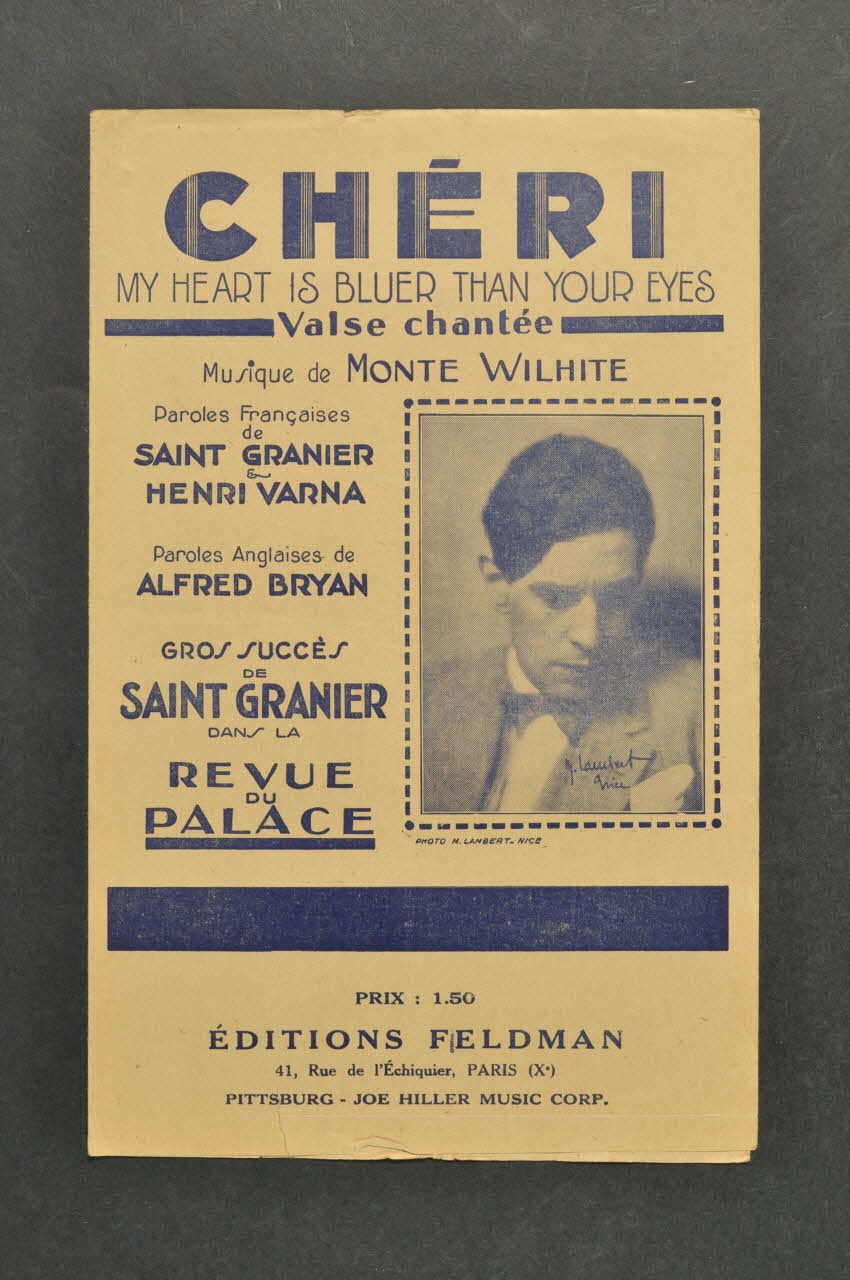 CHÉRI
MY HEART IS BLUER THAN YOUR EYES
Valse chantée
Musique de MONTE WILHITE
Paroles Françaises
de
SAINT GRANIER
&
HENRI VARNA
Paroles Anglaises de
ALFRED BRYAN
GROS SUCCÈS
DE
SAINT GRANIER
DANS LA
REVUE
DU
PALACE
M. Lambert
Nice
PHOTO M. LAMBERT_ NICE
PRIX : 1.50
ÉDITIONS FELDMAN
41, Rue de l'Échiquier, PARIS (Xe)
PITTSBURG - JOE HILLER MUSIC CORP.